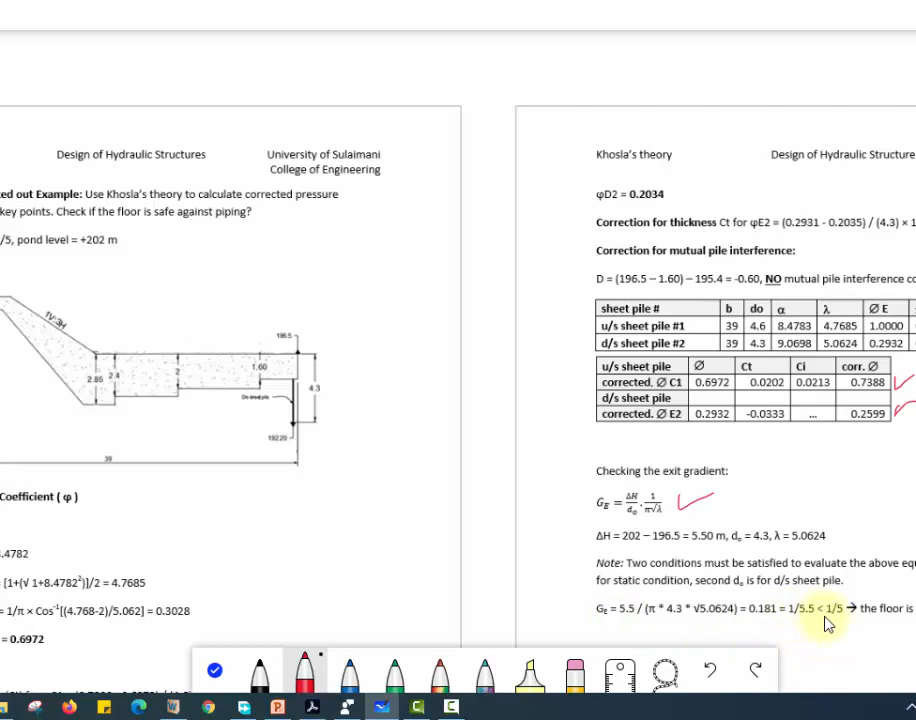 Design of Hydraulic Structures
University of Sulaimani
College of Engineering
ed out Example: Use Khosla's theory to calculate corrected pressure
key points. Check if the floor is safe against piping?
/5, pond level = +202 m
1V-3H
196.5
2.85
2.4
2
1.60
4.3
192.20
39
Coefficient ( φ )
.4782
= [1+(√ 1+8.4782²)]/2 = 4.7685
= 1/π × Cos⁻¹[(4.768-2)/5.062] = 0.3028
= 0.6972
Khosla's theory
Design of Hydraulic Structure
φD2 = 0.2034
Correction for thickness Ct for φE2 = (0.2931 - 0.2035) / (4.3) × 1
Correction for mutual pile interference:
D = (196.5 – 1.60) – 195.4 = -0.60, NO mutual pile interference co
sheet pile # b do α λ Ø E
u/s sheet pile #1 39 4.6 8.4783 4.7685 1.0000
d/s sheet pile #2 39 4.3 9.0698 5.0624 0.2932
u/s sheet pile Ø Ct Ci corr. Ø
corrected. Ø C1 0.6972 0.0202 0.0213 0.7388
d/s sheet pile
corrected. Ø E2 0.2932 -0.0333 ... 0.2599
Checking the exit gradient:
G_E = ΔH/d_o . 1/π√λ
ΔH = 202 – 196.5 = 5.50 m, dₒ = 4.3, λ = 5.0624
Note: Two conditions must be satisfied to evaluate the above equ
for static condition, second dₒ is for d/s sheet pile.
G_E = 5.5 / (π * 4.3 * √5.0624) = 0.181 = 1/5.5 < 1/5 → the floor is